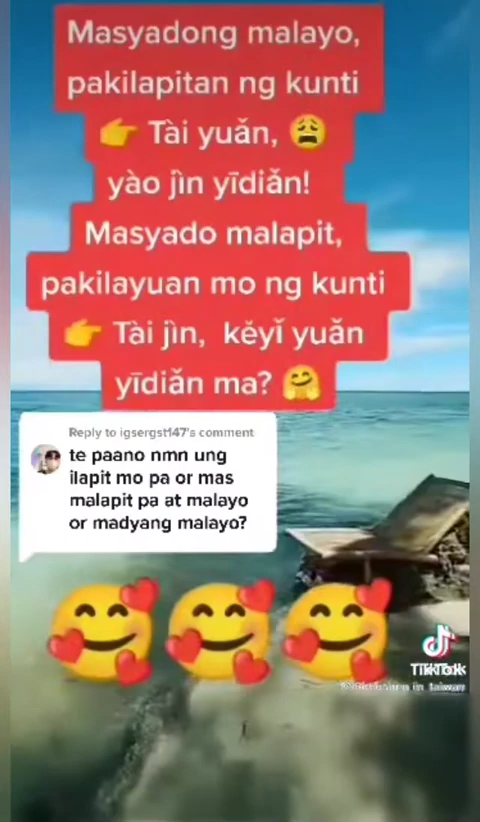 Masyadong malayo,
pakilapitan ng kunti
👉 Tài yuǎn, 😩
yào jìn yīdiǎn!
Masyado malapit,
pakilayuan mo ng kunti
👉 Tài jìn, kěyǐ yuǎn
yīdiǎn ma? 🤗
Reply to igsergst147's comment
te paano nmn ung
ilapit mo pa or mas
malapit pa at malayo
or madyang malayo?
🥰🥰🥰
TikTok
in_taiwan